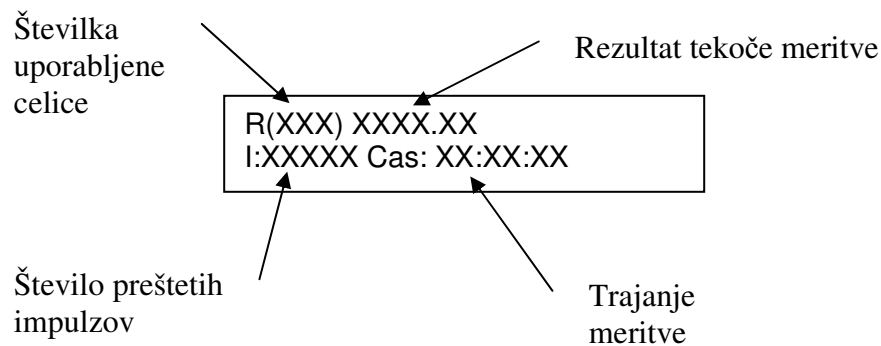 Številka
uporabljene
celice
Rezultat tekoče meritve
R(XXX) XXXX.XX
I:XXXXX Cas: XX:XX:XX
Število preštetih
impulzov
Trajanje
meritve